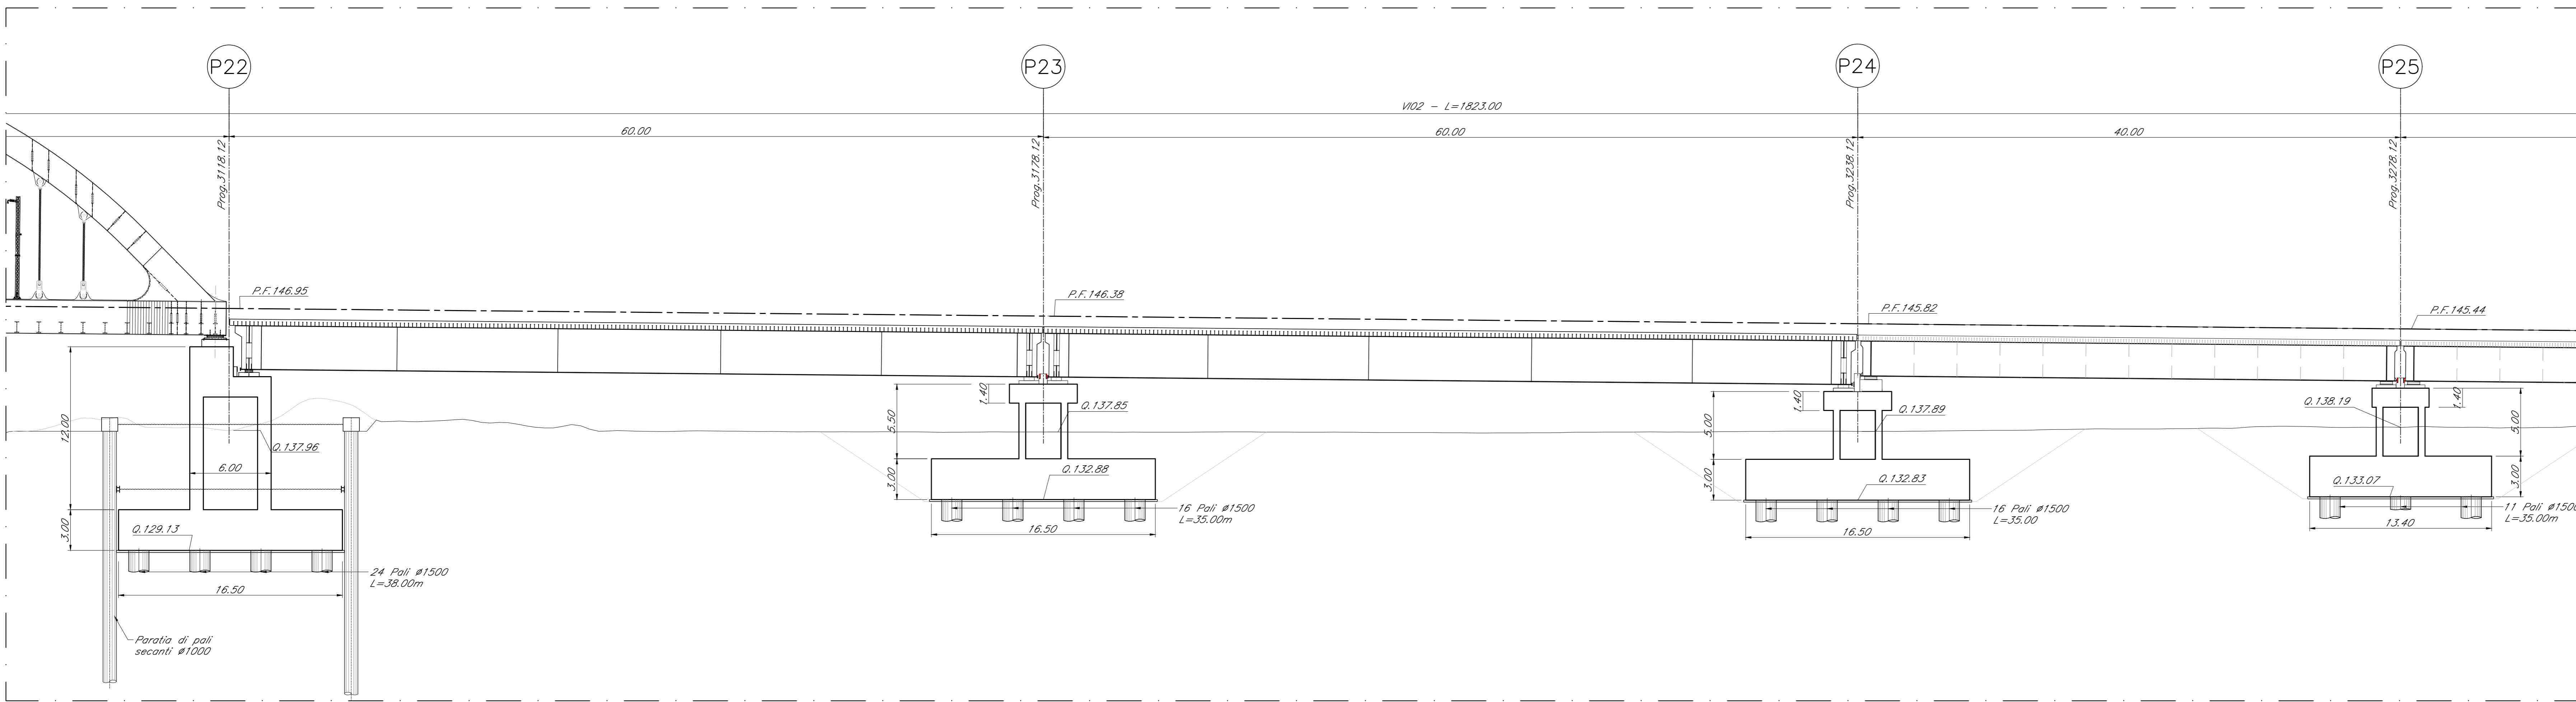 P22
P23
P24
P25
VI02 - L=1823.00
60.00
60.00
40.00
Prog.3118.12
Prog.3178.12
Prog.3238.12
Prog.3278.12
P.F.146.95
P.F.146.38
P.F.145.82
P.F.145.44
12.00
3.00
6.00
Q.137.96
Q.129.13
24 Pali ø1500
L=38.00m
16.50
Paratia di pali
secanti ø1000
1.40
5.50
3.00
Q.137.85
Q.132.88
16 Pali ø1500
L=35.00m
16.50
1.40
5.00
3.00
Q.137.89
Q.132.83
16 Pali ø1500
L=35.00
16.50
Q.138.19
1.40
5.00
3.00
Q.133.07
11 Pali ø150
L=35.00m
13.40